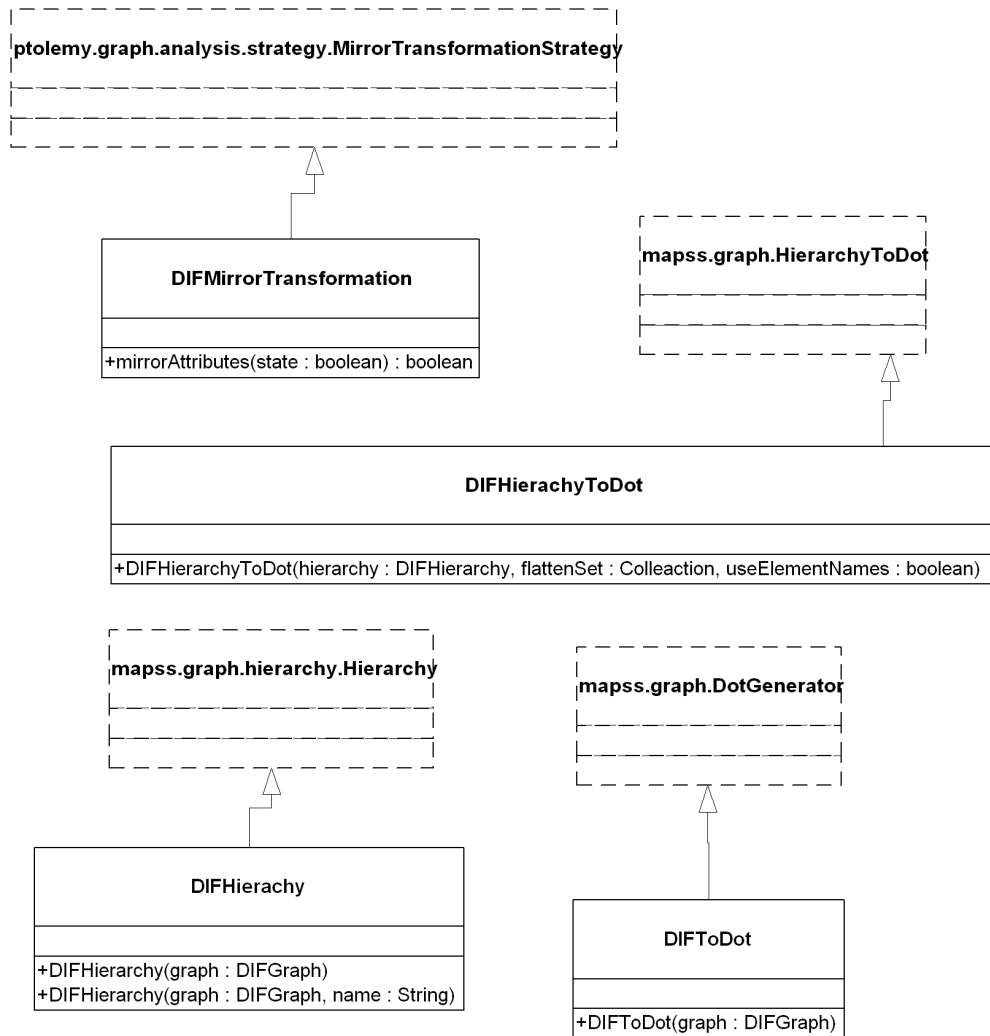 ptolemy.graph.analysis.strategy.MirrorTransformationStrategy
DIFMirrorTransformation
+mirrorAttributes(state : boolean) : boolean
mapss.graph.HierarchyToDot
DIFHierachyToDot
+DIFHierarchyToDot(hierarchy : DIFHierarchy, flattenSet : Colleaction, useElementNames : boolean)
mapss.graph.hierarchy.Hierarchy
DIFHierachy
+DIFHierarchy(graph : DIFGraph)
+DIFHierarchy(graph : DIFGraph, name : String)
mapss.graph.DotGenerator
DIFToDot
+DIFToDot(graph : DIFGraph)